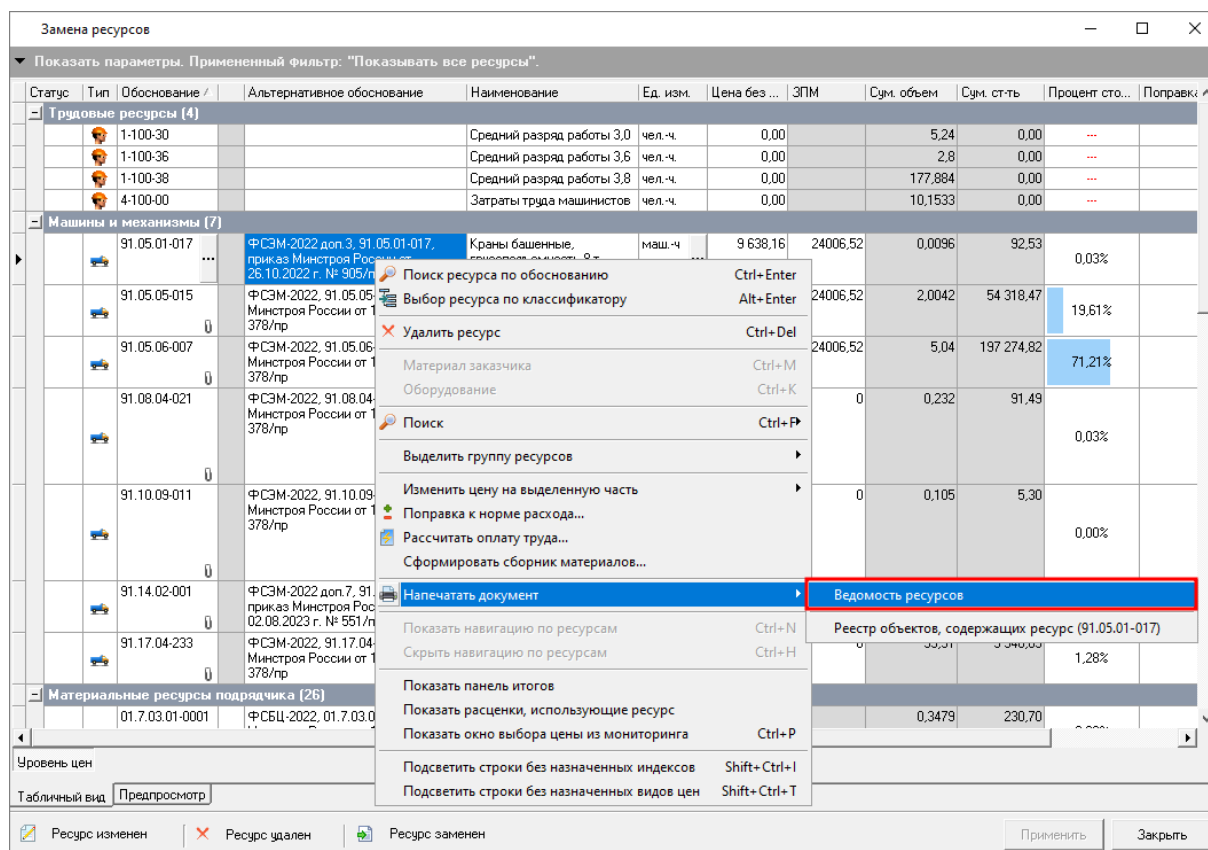 Замена ресурсов
Показать параметры. Примененный фильтр: "Показывать все ресурсы".
Статус Тип Обоснование Альтернативное обоснование Наименование Ед. изм. Цена без ... ЗПМ Сум. объем Сум. ст-ть Процент сто... Поправка
Трудовые ресурсы (4)
1-100-30 Средний разряд работы 3,0 чел.-ч. 0,00 5,24 0,00 ---
1-100-36 Средний разряд работы 3,6 чел.-ч. 0,00 2,8 0,00 ---
1-100-38 Средний разряд работы 3,8 чел.-ч. 0,00 177,884 0,00 ---
4-100-00 Затраты труда машинистов чел.-ч. 0,00 10,1533 0,00 ---
Машины и механизмы (7)
91.05.01-017 ... ФСЭМ-2022 доп.3, 91.05.01-017, Краны башенные, маш.-ч 9 638,16 24006,52 0,0096 92,53
0,03%
26.10.2022 г. № 905/п
91.05.05-015 ФСЭМ-2022, 91.05.05- 24006,52 2,0042 54 318,47
Минстроя России от 1 19,61%
378/пр
91.05.06-007 ФСЭМ-2022, 91.05.06- 24006,52 5,04 197 274,82
Минстроя России от 1 71,21%
378/пр
91.08.04-021 ФСЭМ-2022, 91.08.04- 0 0,232 91,49
Минстроя России от 1
378/пр
0,03%
91.10.09-011 ФСЭМ-2022, 91.10.09- 0 0,105 5,30
Минстроя России от 1
378/пр
0,00%
91.14.02-001 ФСЭМ-2022 доп.7, 91.
приказ Минстроя Рос
02.08.2023 г. № 551/п
91.17.04-233 ФСЭМ-2022, 91.17.04-
Минстроя России от 1 1,28%
378/пр
Материальные ресурсы подрядчика (26)
01.7.03.01-0001 ФСБЦ-2022, 01.7.03.0 0,3479 230,70
Поиск ресурса по обоснованию Ctrl+Enter
Выбор ресурса по классификатору Alt+Enter
Удалить ресурс Ctrl+Del
Материал заказчика Ctrl+M
Оборудование Ctrl+K
Поиск Ctrl+F
Выделить группу ресурсов
Изменить цену на выделенную часть
Поправка к норме расхода...
Рассчитать оплату труда...
Сформировать сборник материалов...
Напечатать документ
Ведомость ресурсов
Реестр объектов, содержащих ресурс (91.05.01-017)
Показать навигацию по ресурсам Ctrl+N
Скрыть навигацию по ресурсам Ctrl+H
Показать панель итогов
Показать расценки, использующие ресурс
Показать окно выбора цены из мониторинга Ctrl+P
Подсветить строки без назначенных индексов Shift+Ctrl+I
Подсветить строки без назначенных видов цен Shift+Ctrl+T
Уровень цен
Табличный вид Предпросмотр
Ресурс изменен Ресурс удален Ресурс заменен Применить Закрыть